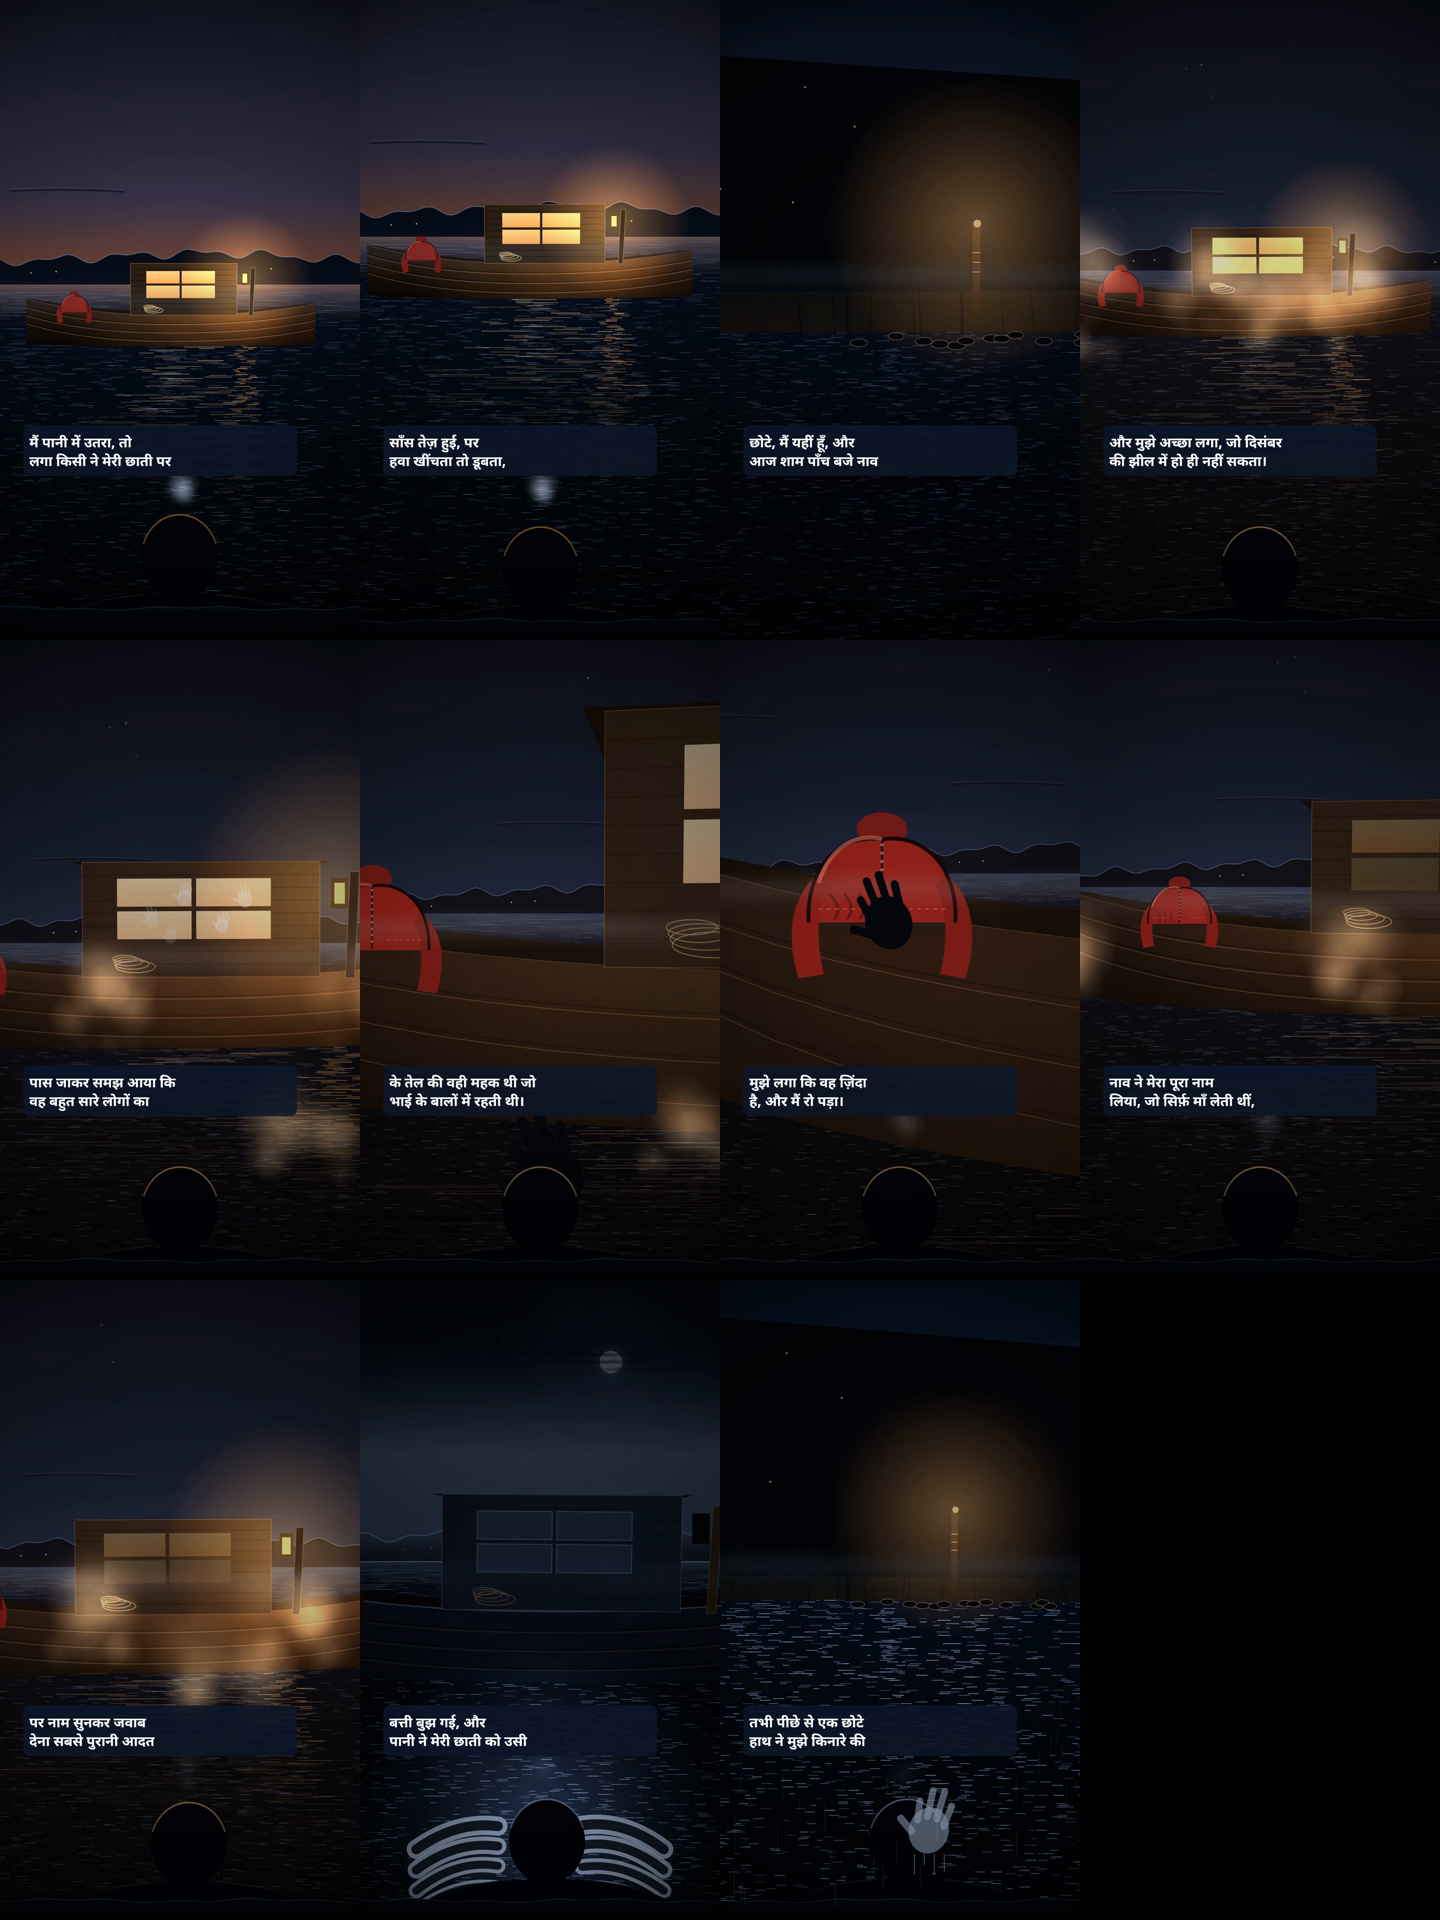 मैं पानी में उतरा, तो
लगा किसी ने मेरी छाती पर
साँस तेज़ हुई, पर
हवा खींचता तो डूबता,
छोटे, मैं यहीं हूँ, और
आज शाम पाँच बजे नाव
और मुझे अच्छा लगा, जो दिसंबर
की झील में हो ही नहीं सकता।
पास जाकर समझ आया कि
वह बहुत सारे लोगों का
के तेल की वही महक थी जो
भाई के बालों में रहती थी।
मुझे लगा कि वह ज़िंदा
है, और मैं रो पड़ा।
नाव ने मेरा पूरा नाम
लिया, जो सिर्फ़ माँ लेती थीं,
पर नाम सुनकर जवाब
देना सबसे पुरानी आदत
बत्ती बुझ गई, और
पानी ने मेरी छाती को उसी
तभी पीछे से एक छोटे
हाथ ने मुझे किनारे की